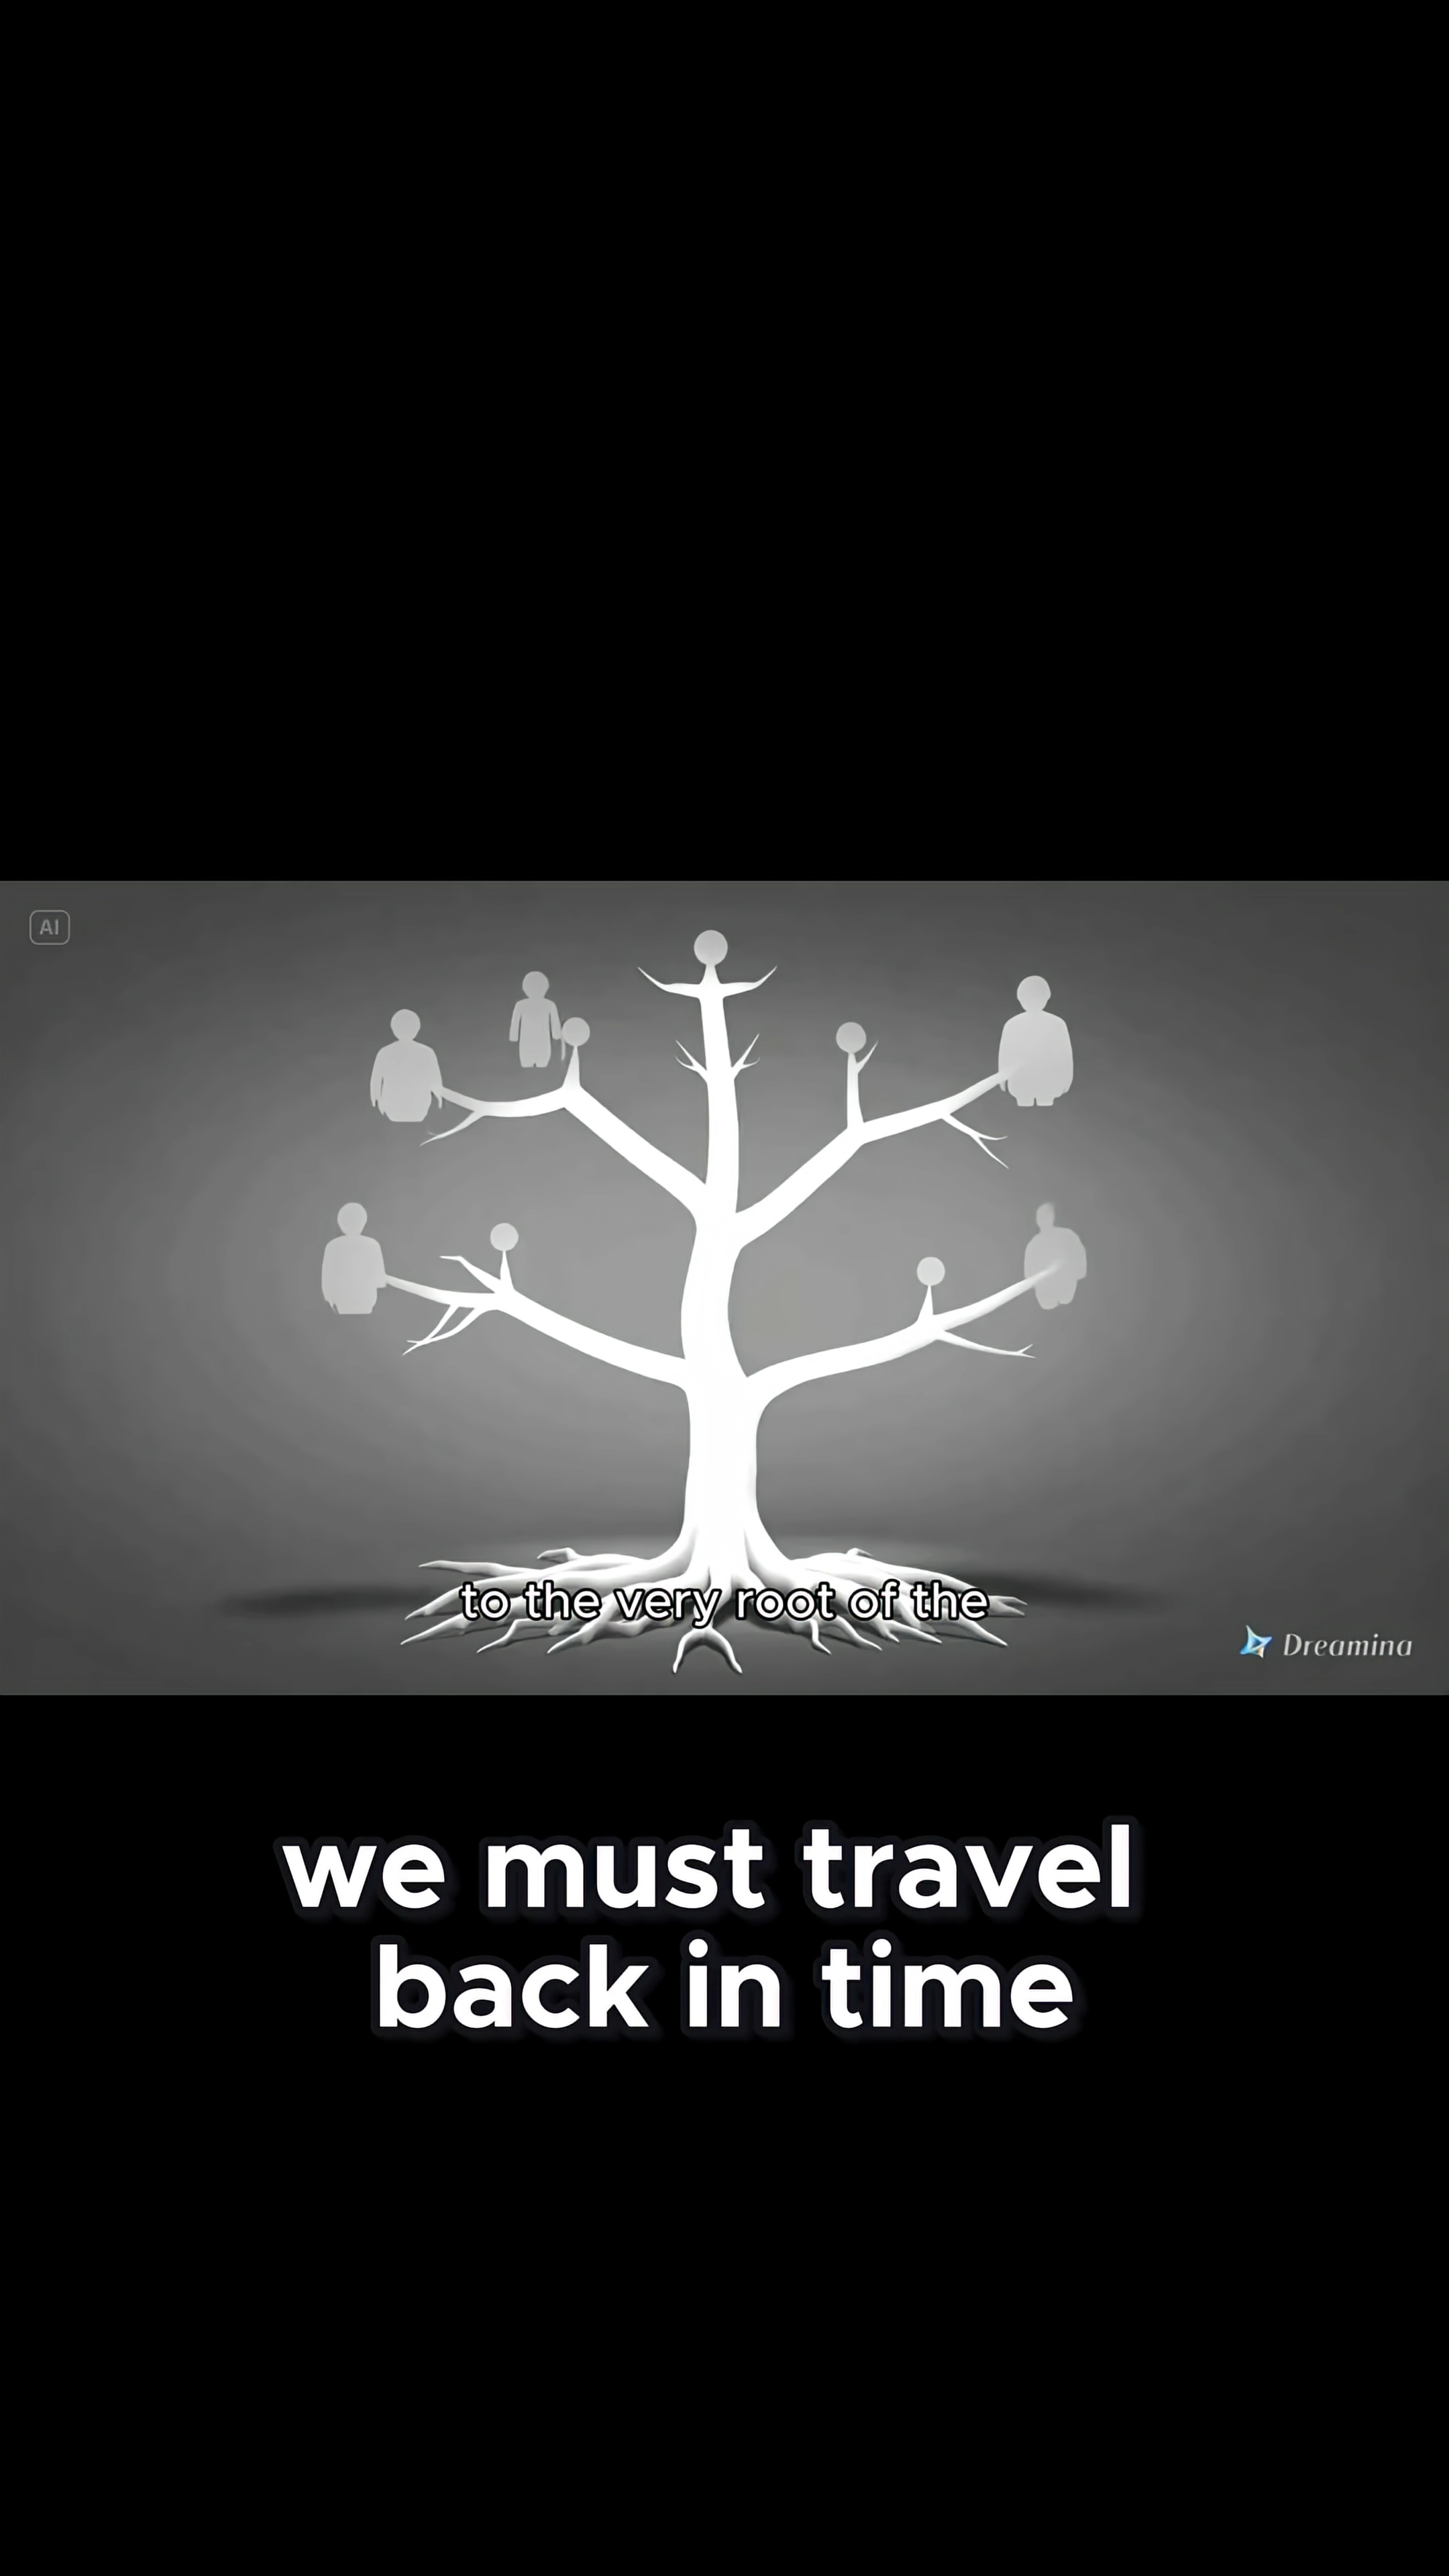 AI
to the very root of the
Dreamina
we must travel
back in time